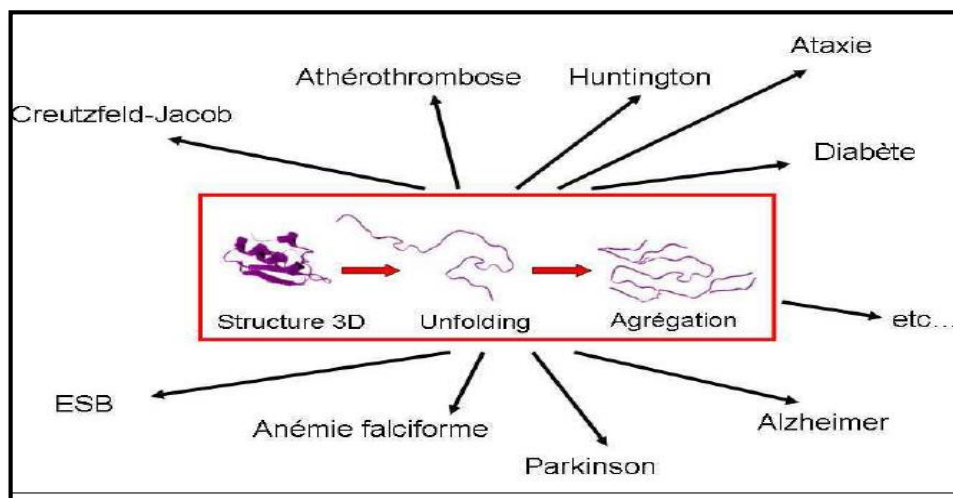 Ataxie
Athérothrombose
Huntington
Creutzfeld-Jacob
Diabète
Structure 3D
Unfolding
Agrégation
etc...
ESB
Anémie falciforme
Alzheimer
Parkinson